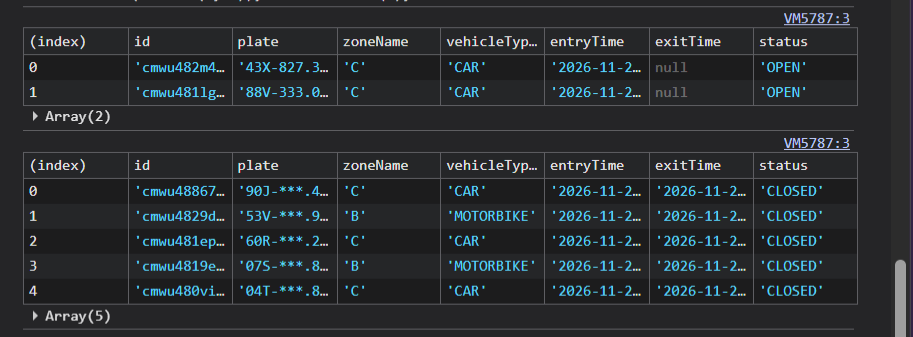 VM5787:3
(index) id plate zoneName vehicleTyp… entryTime exitTime status
0 'cmwu482m4… '43X-827.3… 'C' 'CAR' '2026-11-2… null 'OPEN'
1 'cmwu481lg… '88V-333.0… 'C' 'CAR' '2026-11-2… null 'OPEN'
▶ Array(2)
VM5787:3
(index) id plate zoneName vehicleTyp… entryTime exitTime status
0 'cmwu48867… '90J-***.4… 'C' 'CAR' '2026-11-2… '2026-11-2… 'CLOSED'
1 'cmwu4829d… '53V-***.9… 'B' 'MOTORBIKE' '2026-11-2… '2026-11-2… 'CLOSED'
2 'cmwu481ep… '60R-***.2… 'C' 'CAR' '2026-11-2… '2026-11-2… 'CLOSED'
3 'cmwu4819e… '07S-***.8… 'B' 'MOTORBIKE' '2026-11-2… '2026-11-2… 'CLOSED'
4 'cmwu480vi… '04T-***.8… 'C' 'CAR' '2026-11-2… '2026-11-2… 'CLOSED'
▶ Array(5)